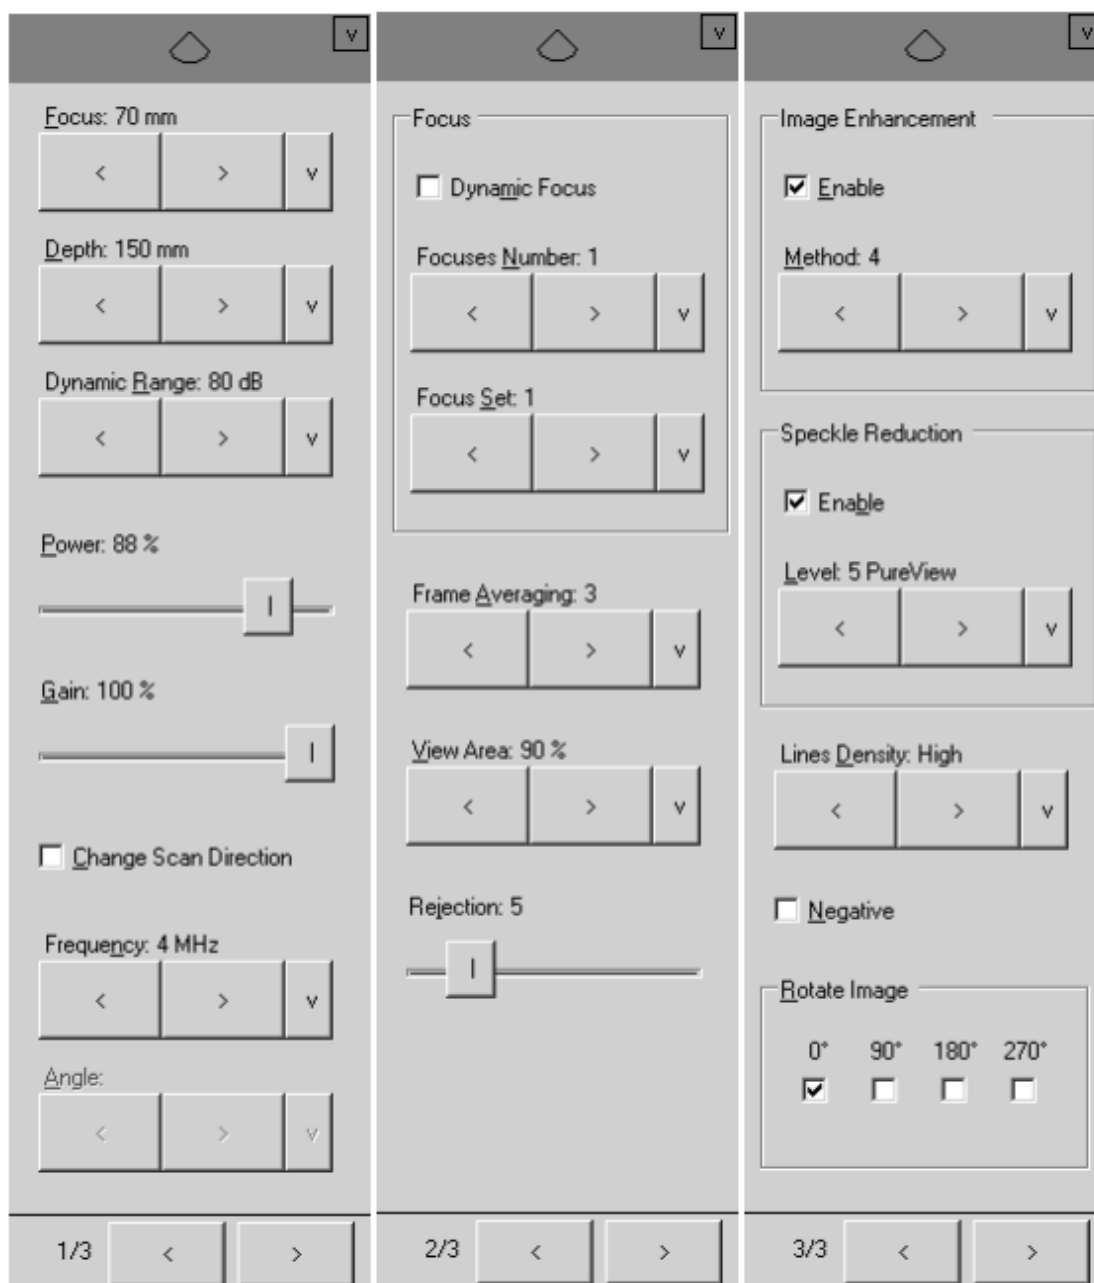 v
Focus: 70 mm
< > v
Depth: 150 mm
< > v
Dynamic Range: 80 dB
< > v
Power: 88 %
Gain: 100 %
Change Scan Direction
Frequency: 4 MHz
< > v
Angle:
< > v
1/3 < >
v
Focus
Dynamic Focus
Focuses Number: 1
< > v
Focus Set: 1
< > v
Frame Averaging: 3
< > v
View Area: 90 %
< > v
Rejection: 5
2/3 < >
v
Image Enhancement
Enable
Method: 4
< > v
Speckle Reduction
Enable
Level: 5 PureView
< > v
Lines Density: High
< > v
Negative
Rotate Image
0° 90° 180° 270°
3/3 < >